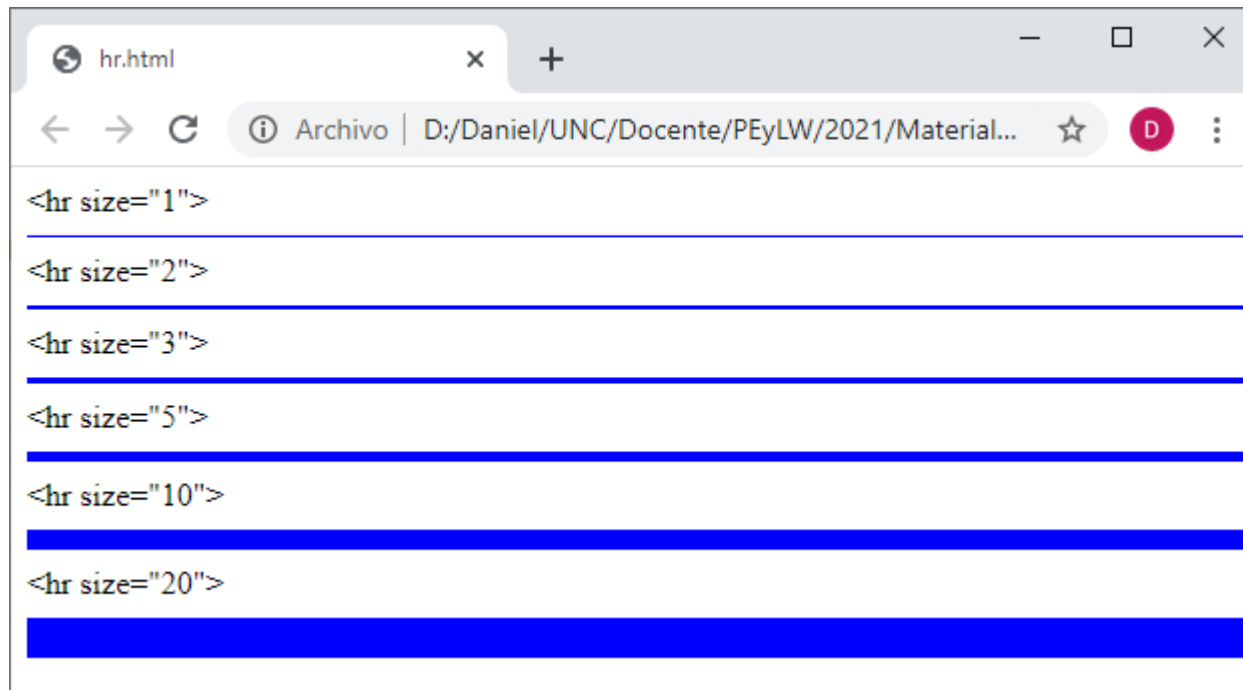 hr.html
Archivo D:/Daniel/UNC/Docente/PEyLW/2021/Material... D
<hr size="1">
<hr size="2">
<hr size="3">
<hr size="5">
<hr size="10">
<hr size="20">